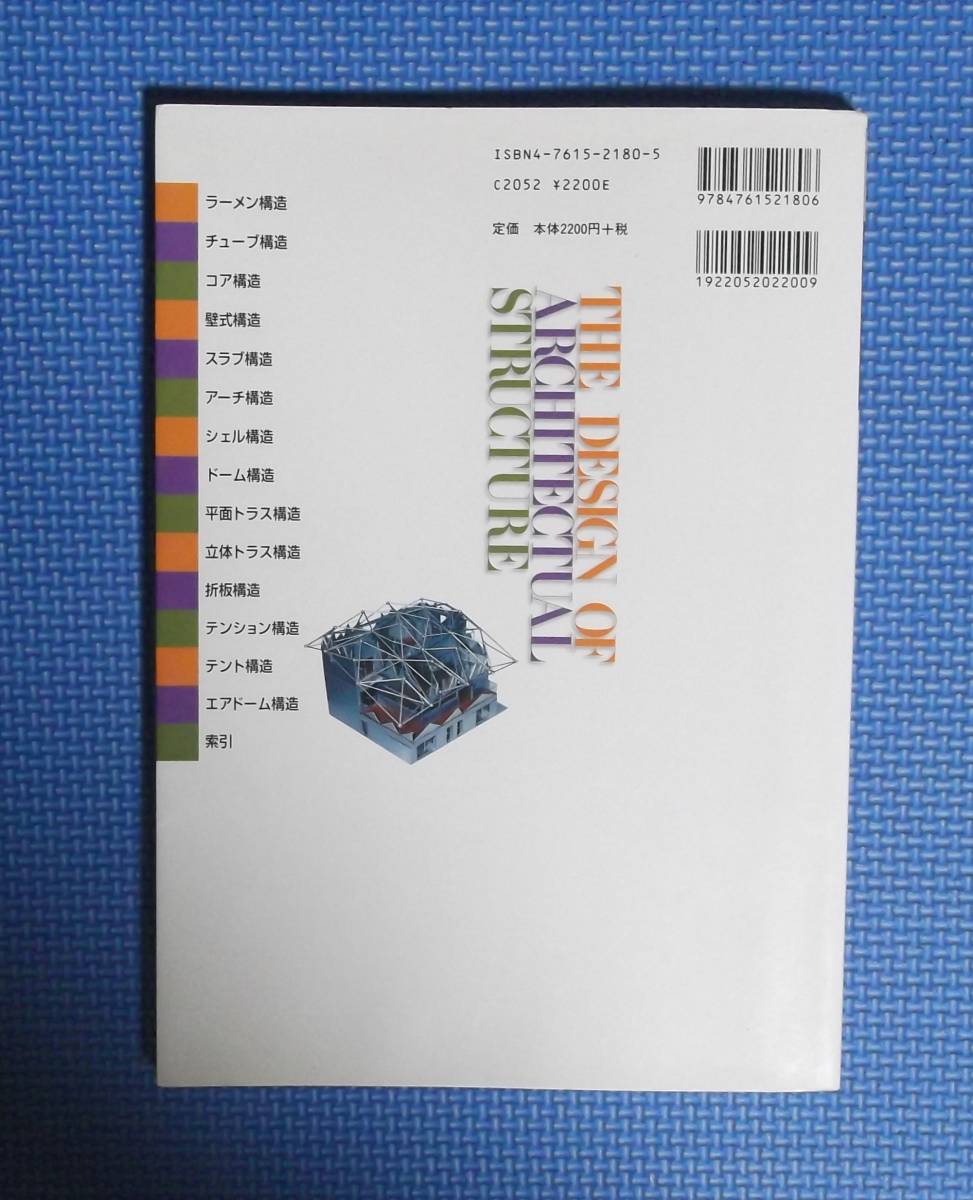 ISBN4-7615-2180-5
C2052 ¥2200E
定価 本体2200円+税
9784761521806
1922052022009
THE DESIGN OF
ARCHITECTUAL
STRUCTURE
ラーメン構造
チューブ構造
コア構造
壁式構造
スラブ構造
アーチ構造
シェル構造
ドーム構造
平面トラス構造
立体トラス構造
折板構造
テンション構造
テント構造
エアドーム構造
索引